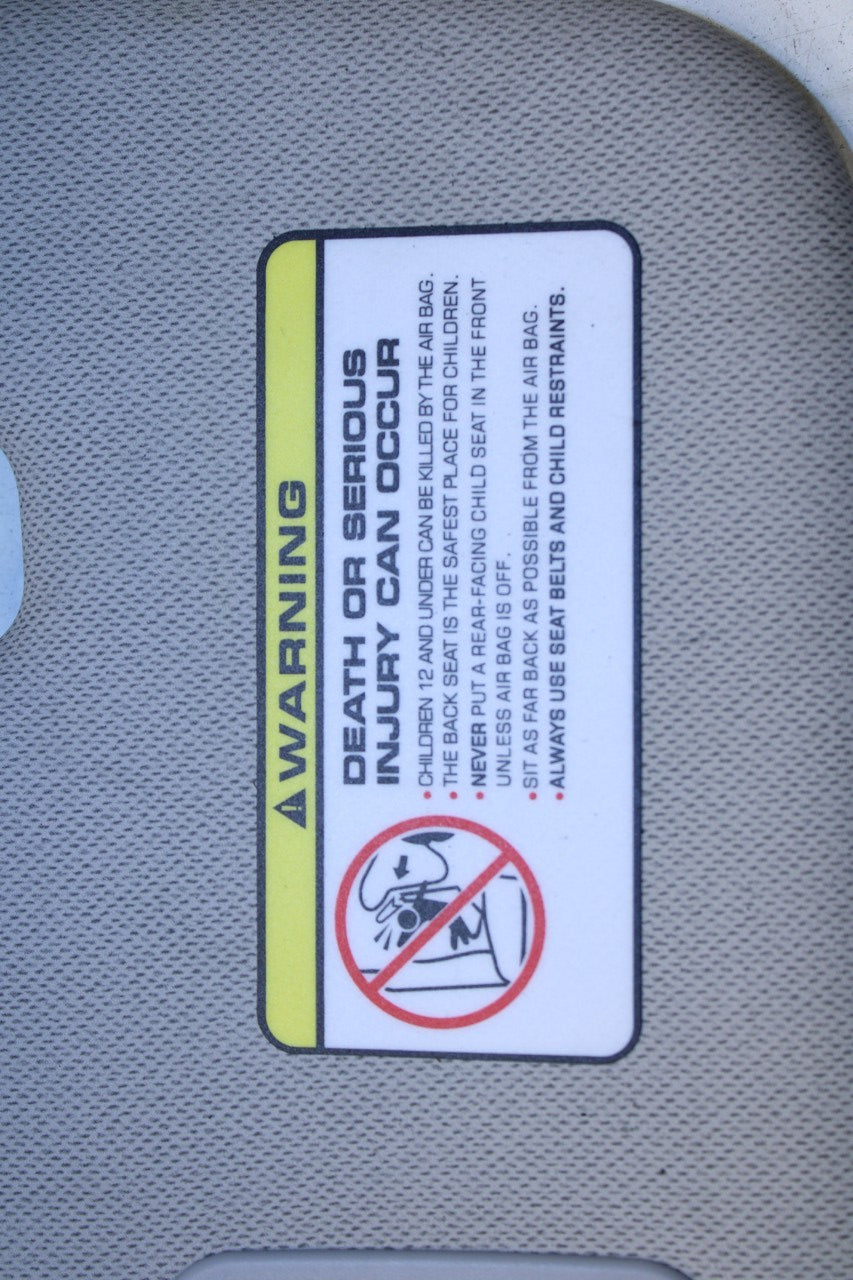 WARNING
DEATH OR SERIOUS
INJURY CAN OCCUR
• CHILDREN 12 AND UNDER CAN BE KILLED BY THE AIR BAG.
• THE BACK SEAT IS THE SAFEST PLACE FOR CHILDREN.
• NEVER PUT A REAR-FACING CHILD SEAT IN THE FRONT
UNLESS AIR BAG IS OFF.
• SIT AS FAR BACK AS POSSIBLE FROM THE AIR BAG.
• ALWAYS USE SEAT BELTS AND CHILD RESTRAINTS.